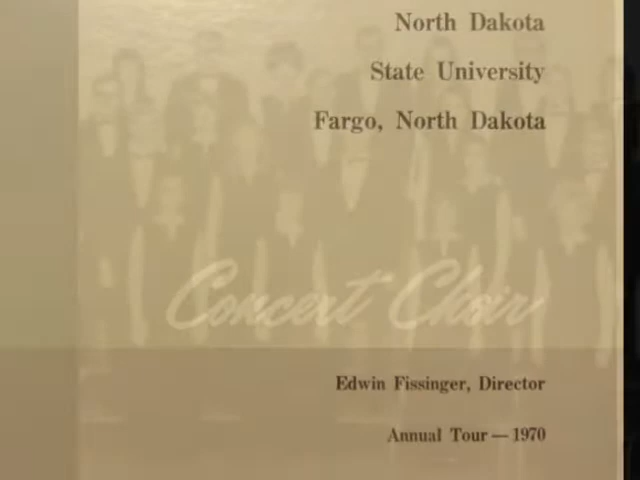 North Dakota
State University
Fargo, North Dakota
Concert Choir
Edwin Fissinger, Director
Annual Tour — 1970